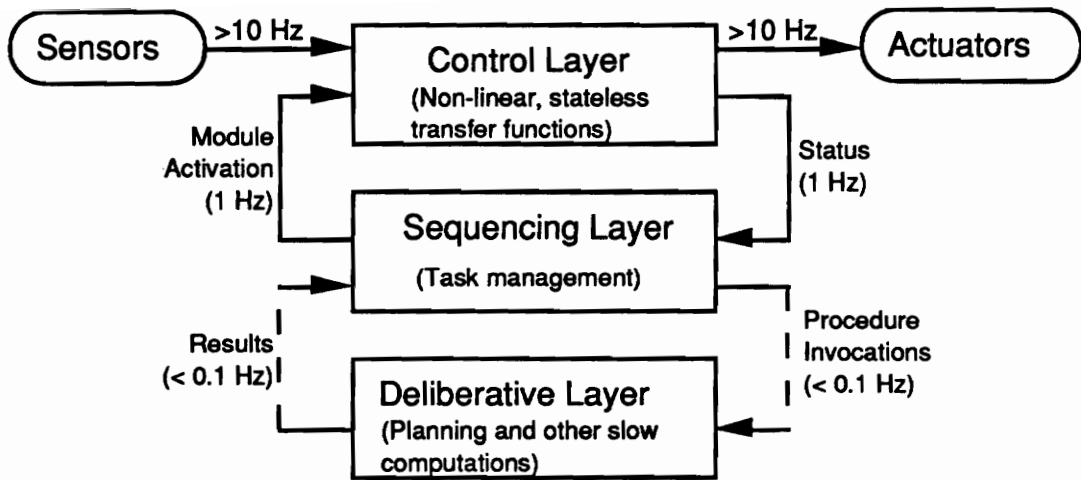 Sensors
>10 Hz
Control Layer
(Non-linear, stateless
transfer functions)
>10 Hz
Actuators
Module
Activation
(1 Hz)
Status
(1 Hz)
Sequencing Layer
(Task management)
Results
(< 0.1 Hz)
Procedure
Invocations
(< 0.1 Hz)
Deliberative Layer
(Planning and other slow
computations)